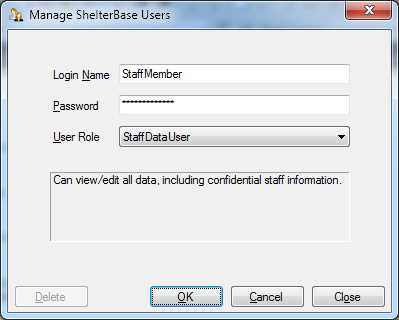 Manage ShelterBase Users
Login Name StaffMember
Password *************
User Role StaffDataUser
Can view/edit all data, including confidential staff information.
Delete OK Cancel Close